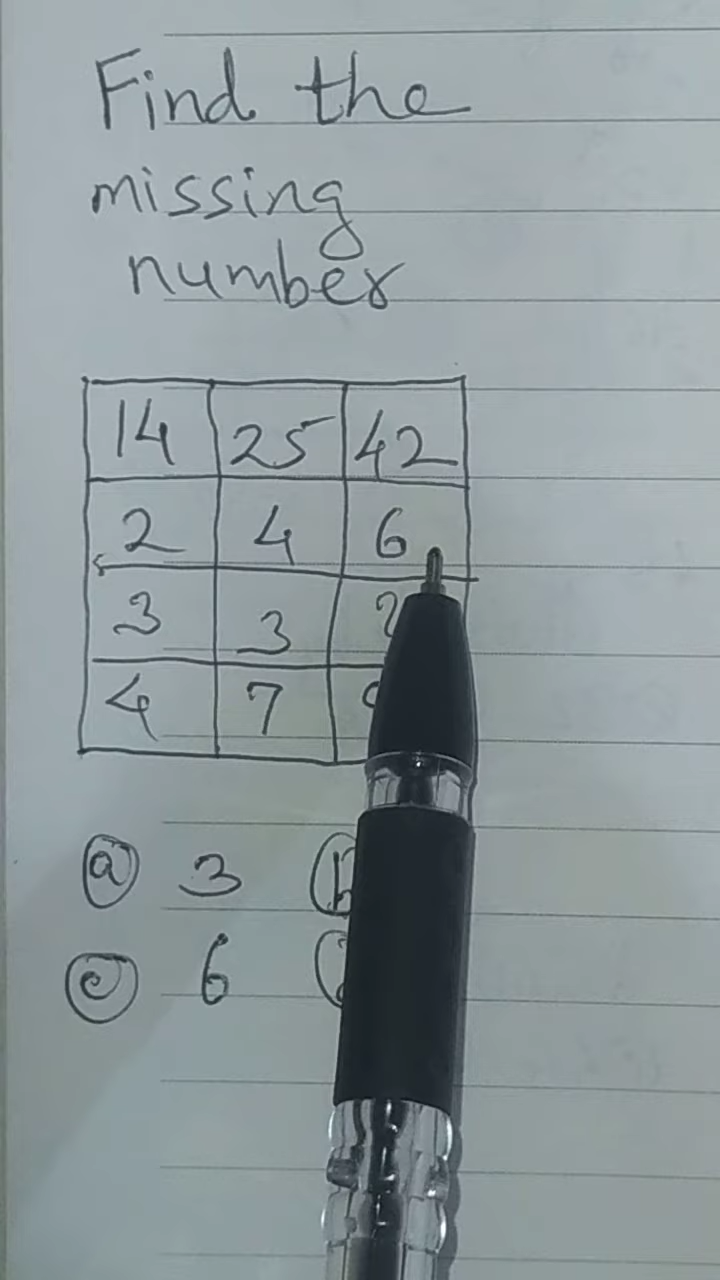 Find the
missing
number
14 25 42
2 4 6
3 3
4 7
a 3
c 6